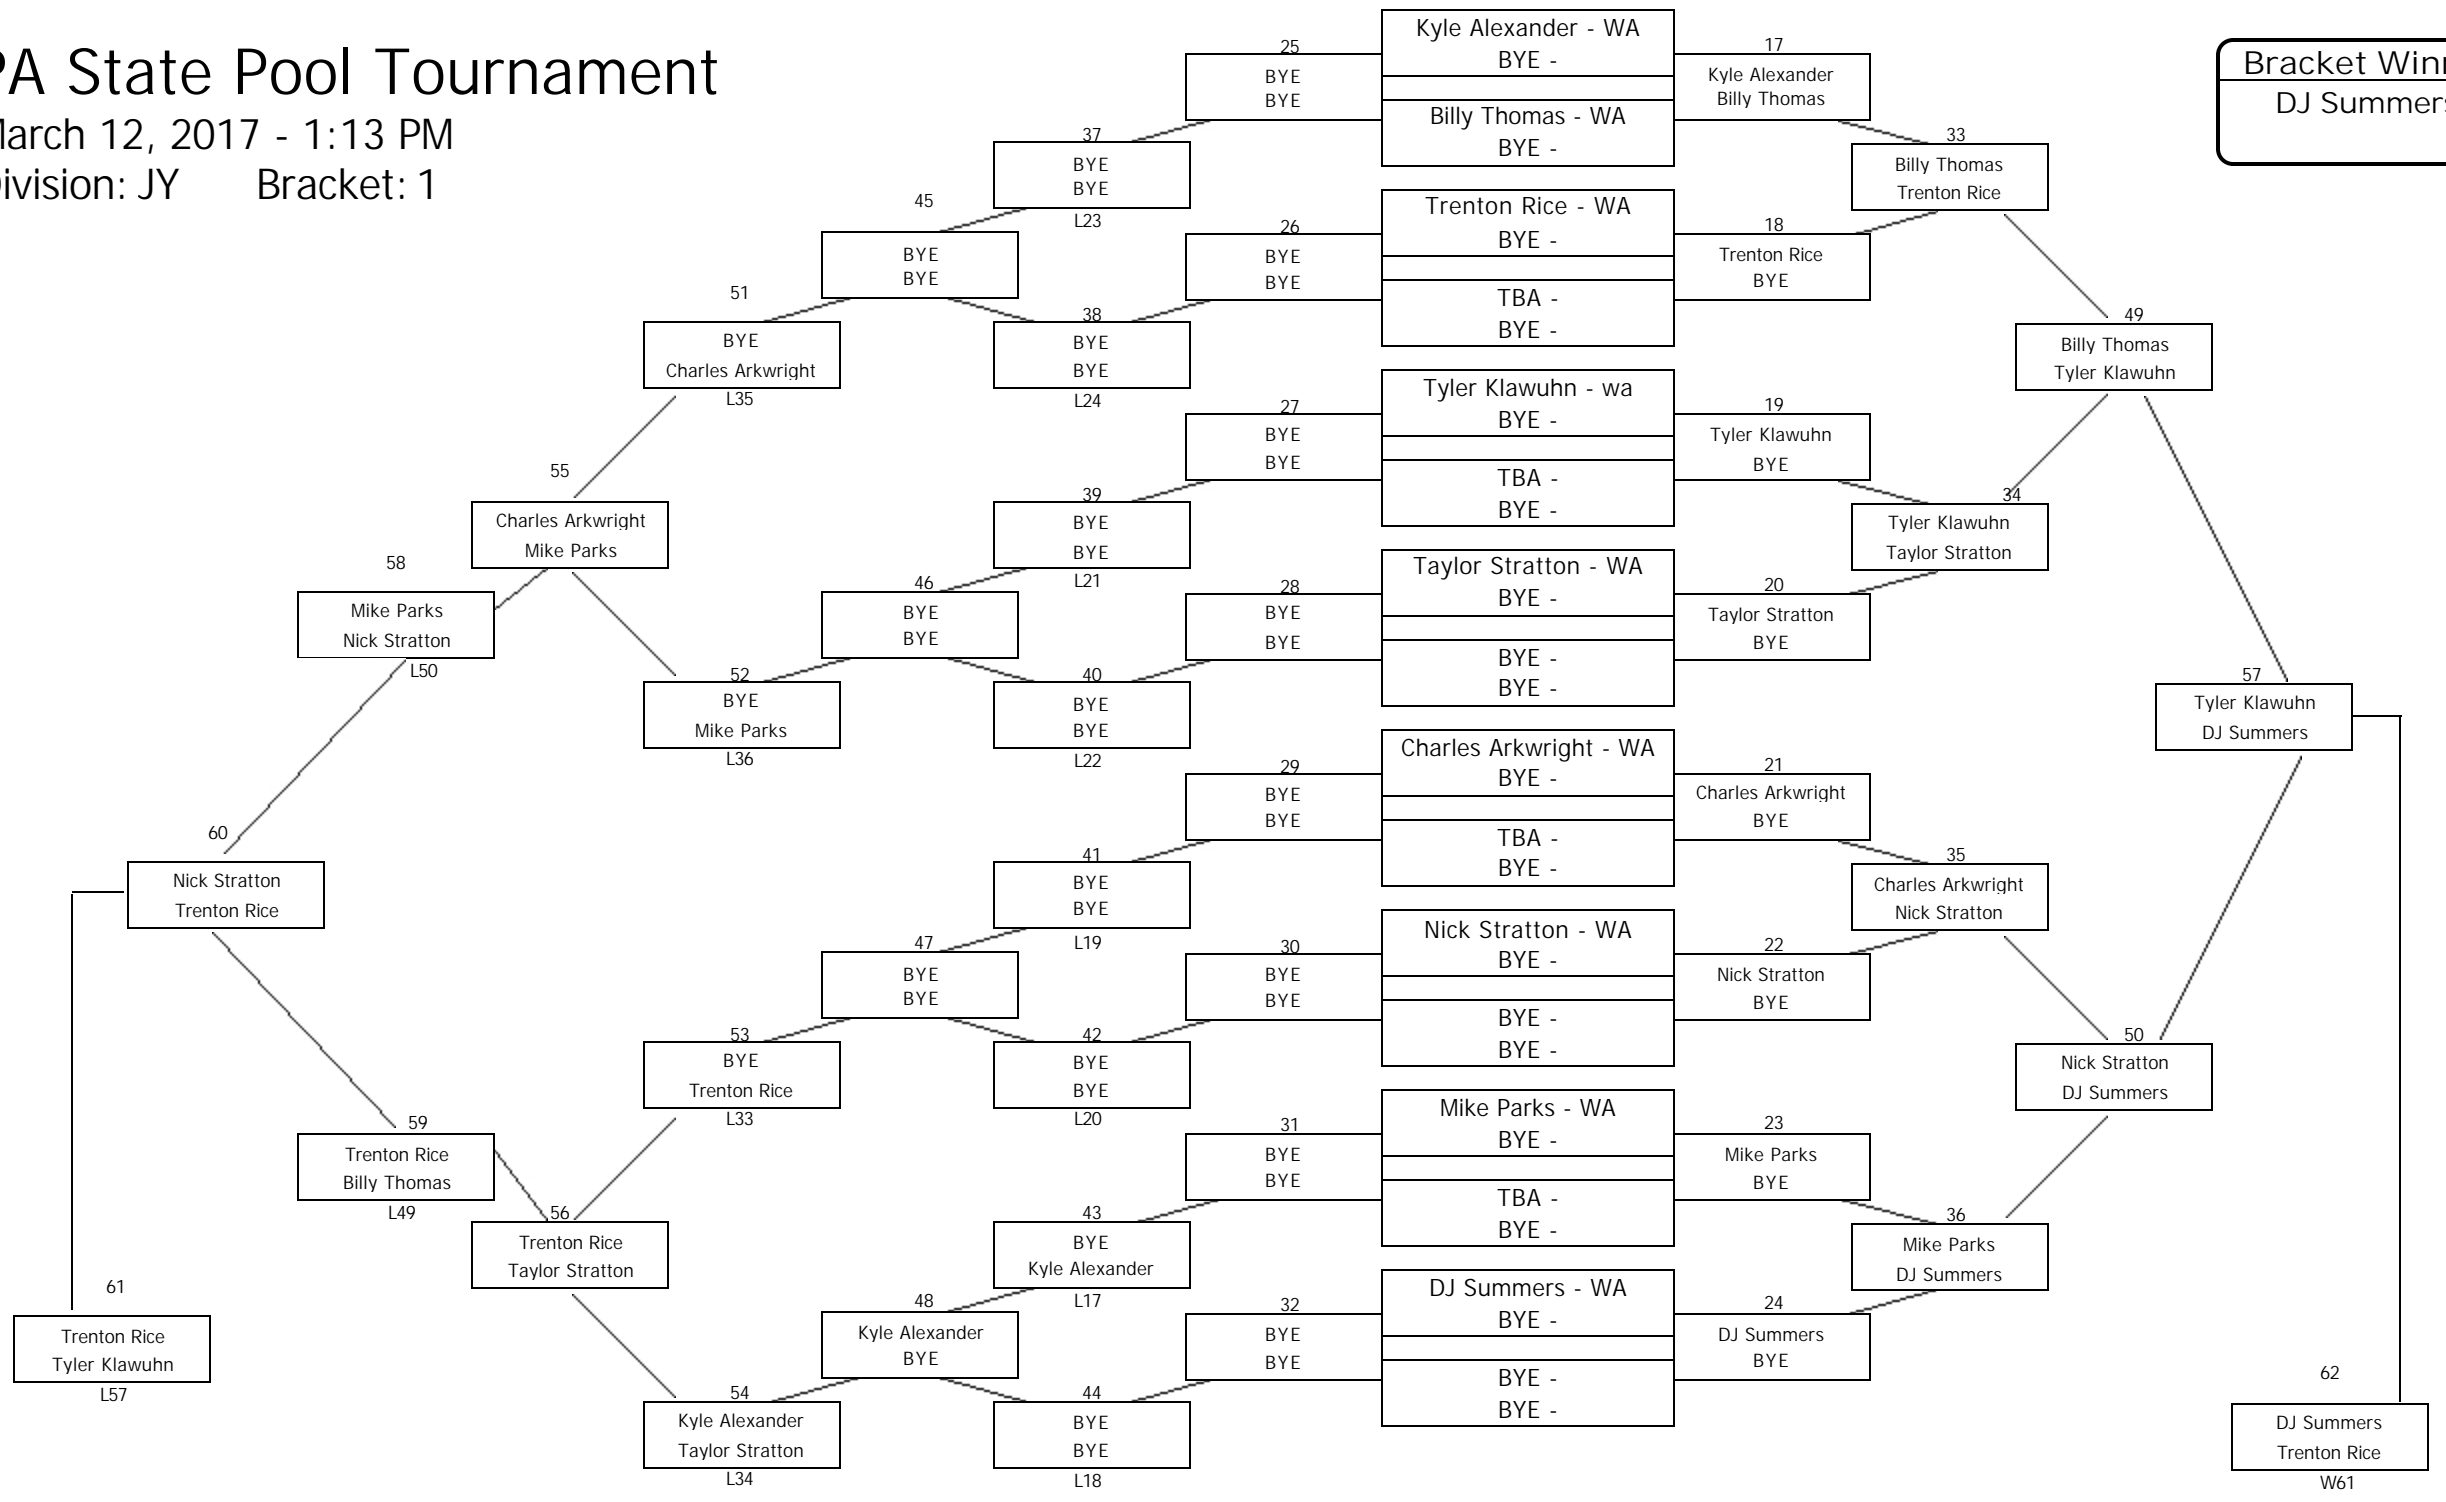 PA State Pool Tournament
March 12, 2017 - 1:13 PM
Division: JY Bracket: 1
Bracket Win
DJ Summers
25
BYE
BYE
37
BYE
BYE
L23
45
BYE
BYE
26
BYE
BYE
38
BYE
BYE
L24
51
BYE
Charles Arkwright
L35
27
BYE
BYE
39
BYE
BYE
L21
46
BYE
BYE
28
BYE
BYE
40
BYE
BYE
L22
52
BYE
Mike Parks
L36
55
Charles Arkwright
Mike Parks
58
Mike Parks
Nick Stratton
L50
60
Nick Stratton
Trenton Rice
29
BYE
BYE
41
BYE
BYE
L19
47
BYE
BYE
30
BYE
BYE
42
BYE
BYE
L20
53
BYE
Trenton Rice
L33
59
Trenton Rice
Billy Thomas
L49
56
Trenton Rice
Taylor Stratton
31
BYE
BYE
43
BYE
Kyle Alexander
L17
48
Kyle Alexander
BYE
32
BYE
BYE
44
BYE
BYE
L18
54
Kyle Alexander
Taylor Stratton
L34
61
Trenton Rice
Tyler Klawuhn
L57
Kyle Alexander - WA
BYE -
Billy Thomas - WA
BYE -
Trenton Rice - WA
BYE -
TBA -
BYE -
Tyler Klawuhn - wa
BYE -
TBA -
BYE -
Taylor Stratton - WA
BYE -
BYE -
BYE -
Charles Arkwright - WA
BYE -
TBA -
BYE -
Nick Stratton - WA
BYE -
BYE -
BYE -
Mike Parks - WA
BYE -
TBA -
BYE -
DJ Summers - WA
BYE -
BYE -
BYE -
17
Kyle Alexander
Billy Thomas
33
Billy Thomas
Trenton Rice
18
Trenton Rice
BYE
49
Billy Thomas
Tyler Klawuhn
19
Tyler Klawuhn
BYE
34
Tyler Klawuhn
Taylor Stratton
20
Taylor Stratton
BYE
57
Tyler Klawuhn
DJ Summers
21
Charles Arkwright
BYE
35
Charles Arkwright
Nick Stratton
22
Nick Stratton
BYE
50
Nick Stratton
DJ Summers
23
Mike Parks
BYE
36
Mike Parks
DJ Summers
24
DJ Summers
BYE
62
DJ Summers
Trenton Rice
W61